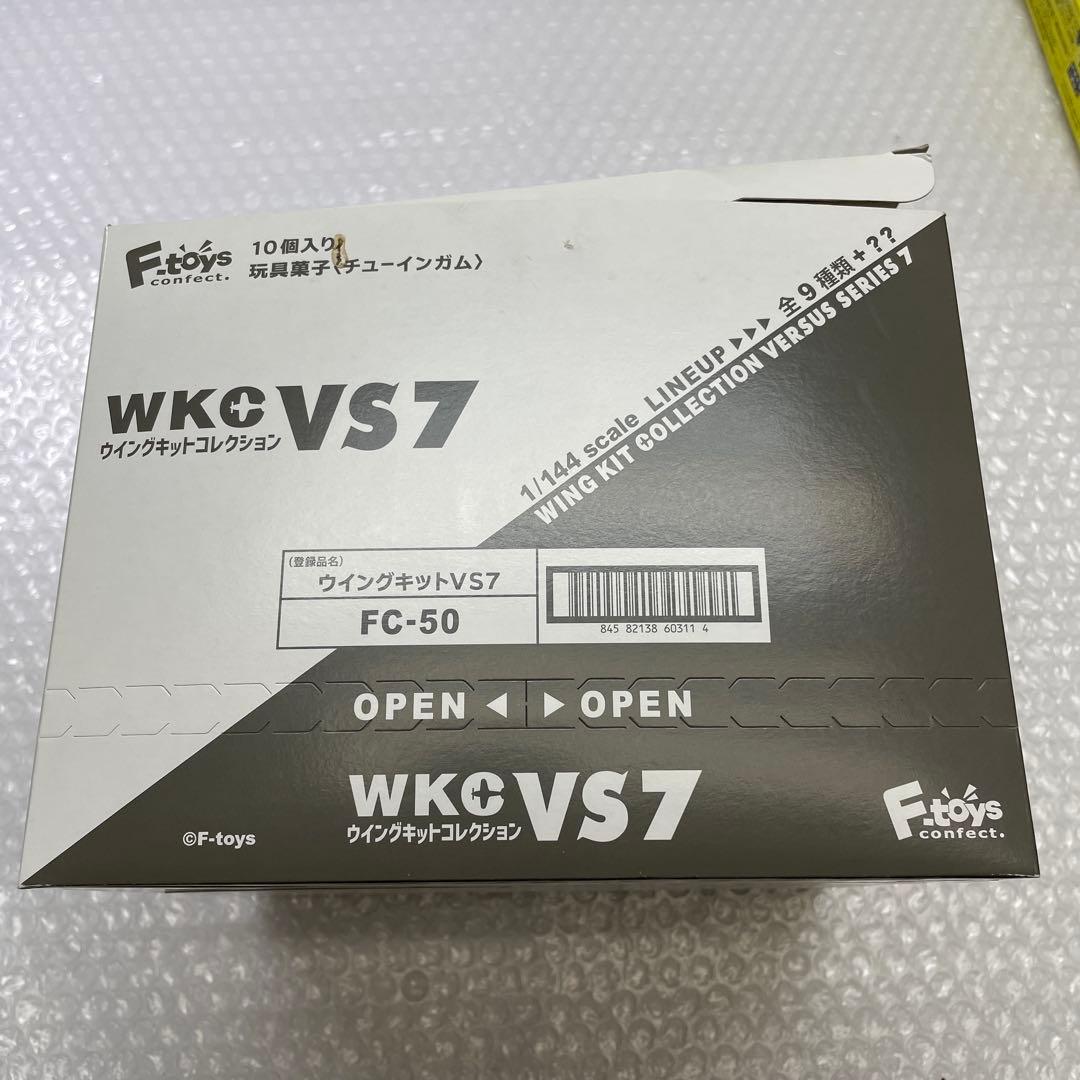 F-toys
confect.
10個入り
玩具菓子〈チューインガム〉
1/144 scale LINEUP ▶▶▶ 全9種類+??
WING KIT COLLECTION VERSUS SERIES 7
WKC VS7
ウイングキットコレクション
(登録品名)
ウイングキットVS7
FC-50
845 82138 60311 4
OPEN ◀ ▶ OPEN
WKC VS7
ウイングキットコレクション
©F-toys
F-toys
confect.